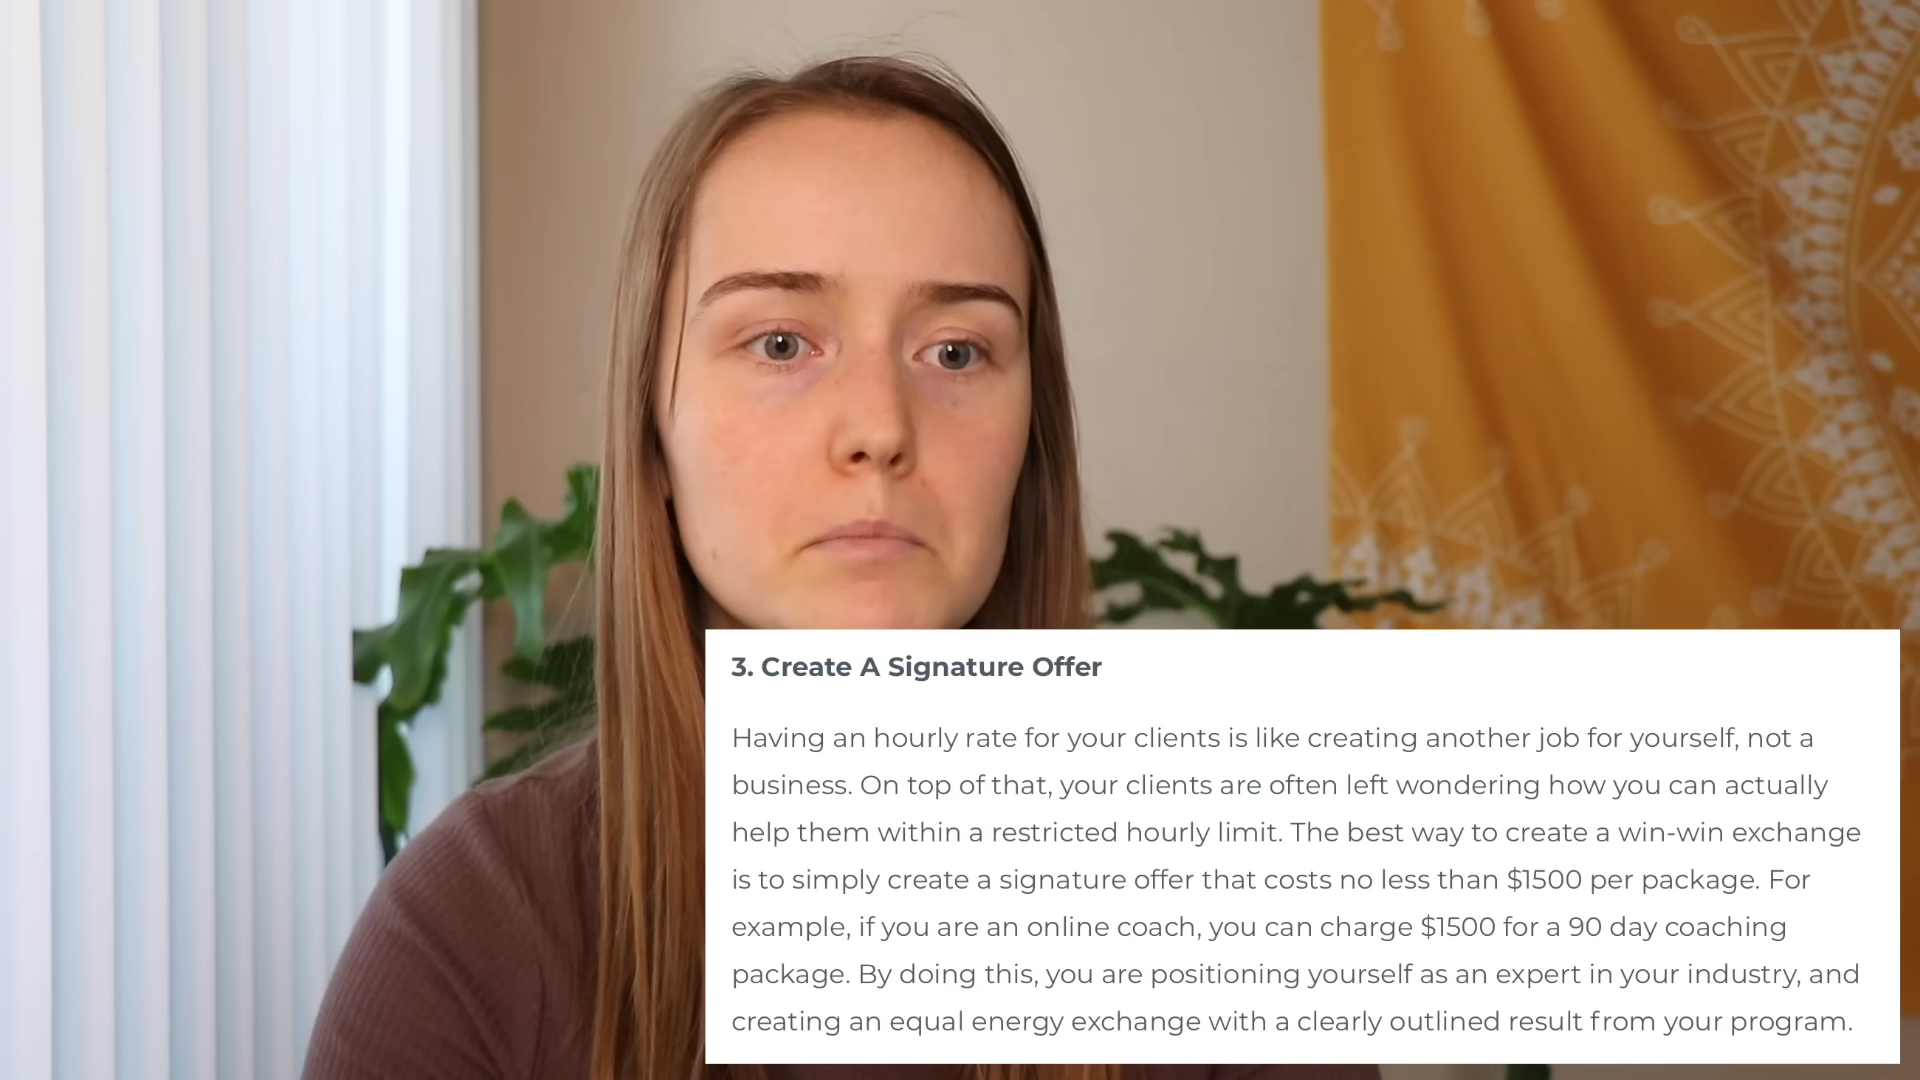 3. Create A Signature Offer
Having an hourly rate for your clients is like creating another job for yourself, not a
business. On top of that, your clients are often left wondering how you can actually
help them within a restricted hourly limit. The best way to create a win-win exchange
is to simply create a signature offer that costs no less than $1500 per package. For
example, if you are an online coach, you can charge $1500 for a 90 day coaching
package. By doing this, you are positioning yourself as an expert in your industry, and
creating an equal energy exchange with a clearly outlined result from your program.